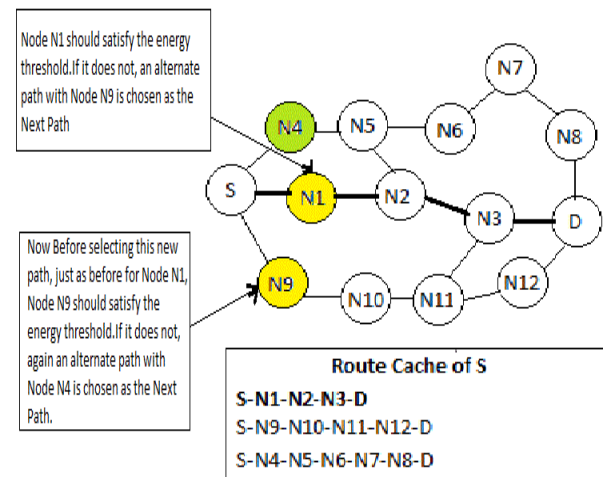 Node N1 should satisfy the energy
threshold.If it does not, an alternate
path with Node N9 is chosen as the
Next Path
N7
N4
N5
N6
N8
S
N1
N2
N3
D
Now Before selecting this new
path, just as before for Node N1,
Node N9 should satisfy the
energy threshold.If it does not,
again an alternate path with
Node N4 is chosen as the Next
Path.
N9
N10
N11
N12
Route Cache of S
S-N1-N2-N3-D
S-N9-N10-N11-N12-D
S-N4-N5-N6-N7-N8-D